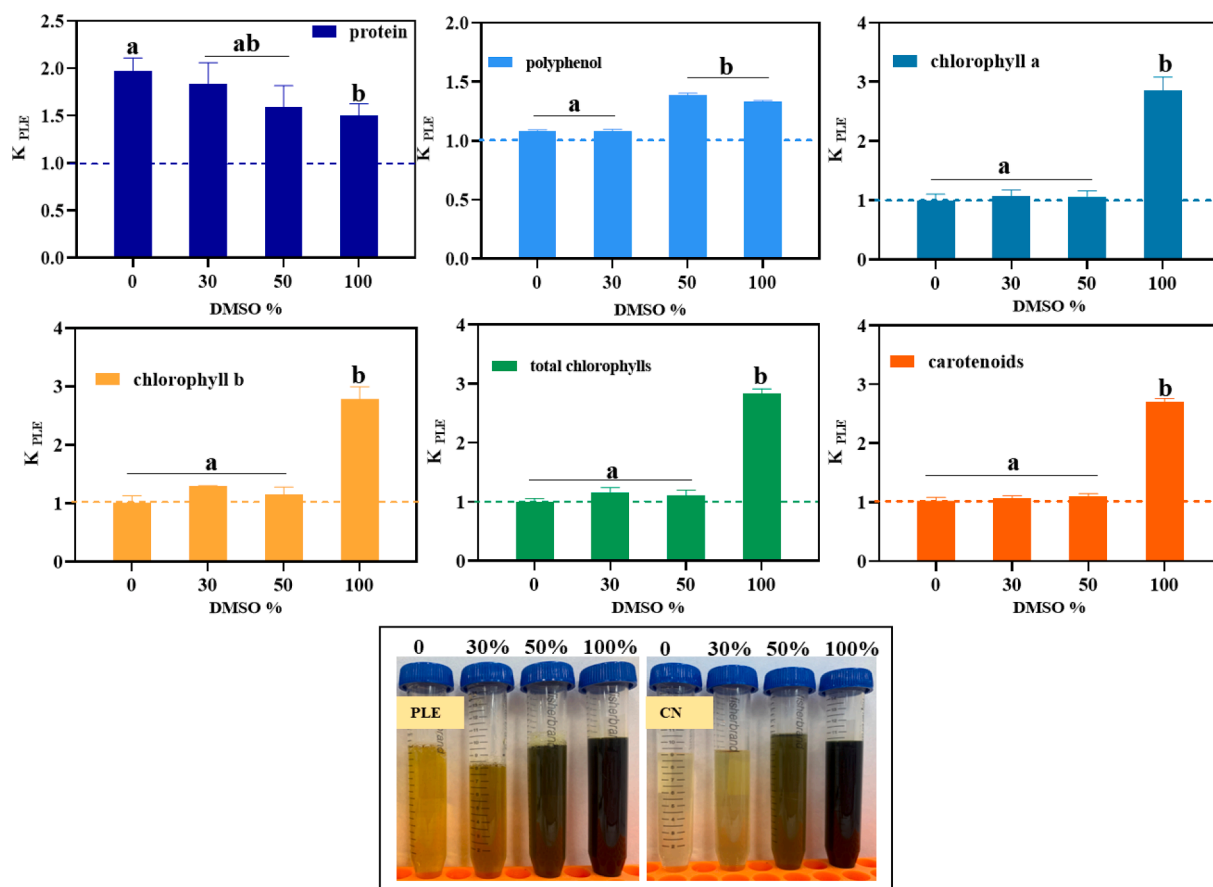 protein
K PLE
2.5
2.0
1.5
1.0
0.5
0.0
a
ab
b
0 30 50 100
DMSO %
polyphenol
K PLE
2.0
1.5
1.0
0.5
0.0
a
b
0 30 50 100
DMSO %
chlorophyll a
K PLE
4
3
2
1
0
a
b
0 30 50 100
DMSO %
chlorophyll b
K PLE
4
3
2
1
0
a
b
0 30 50 100
DMSO %
total chlorophylls
K PLE
4
3
2
1
0
a
b
0 30 50 100
DMSO %
carotenoids
K PLE
4
3
2
1
0
a
b
0 30 50 100
DMSO %
0 30% 50% 100%
PLE
fisherbrand
fisherbrand
0 30% 50% 100%
CN
fisherbrand
fisherbrand